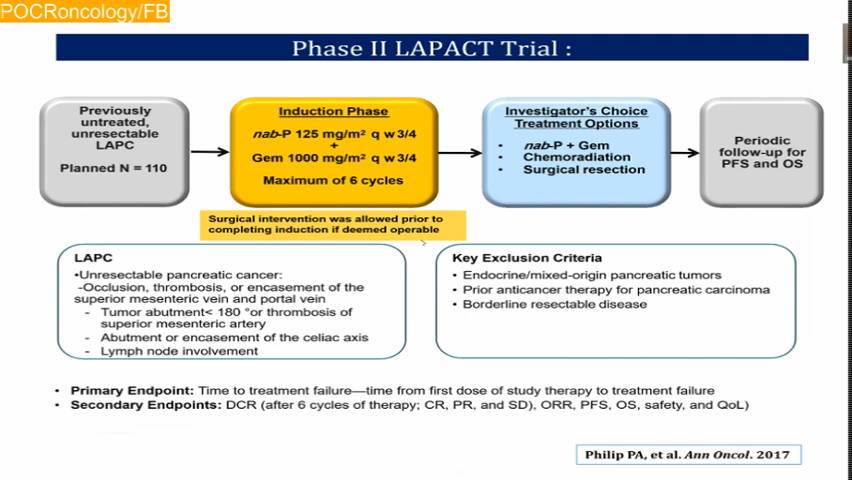 POCRoncology/FB
Phase II LAPACT Trial :
Previously
untreated,
unresectable
LAPC
Planned N = 110
Induction Phase
nab-P 125 mg/m² q w 3/4
+
Gem 1000 mg/m² q w 3/4
Maximum of 6 cycles
Investigator's Choice
Treatment Options
• nab-P + Gem
• Chemoradiation
• Surgical resection
Periodic
follow-up for
PFS and OS
Surgical intervention was allowed prior to
completing induction if deemed operable
LAPC
•Unresectable pancreatic cancer:
-Occlusion, thrombosis, or encasement of the
superior mesenteric vein and portal vein
- Tumor abutment< 180 °or thrombosis of
superior mesenteric artery
- Abutment or encasement of the celiac axis
- Lymph node involvement
Key Exclusion Criteria
• Endocrine/mixed-origin pancreatic tumors
• Prior anticancer therapy for pancreatic carcinoma
• Borderline resectable disease
• Primary Endpoint: Time to treatment failure—time from first dose of study therapy to treatment failure
• Secondary Endpoints: DCR (after 6 cycles of therapy; CR, PR, and SD), ORR, PFS, OS, safety, and QoL)
Philip PA, et al. Ann Oncol. 2017